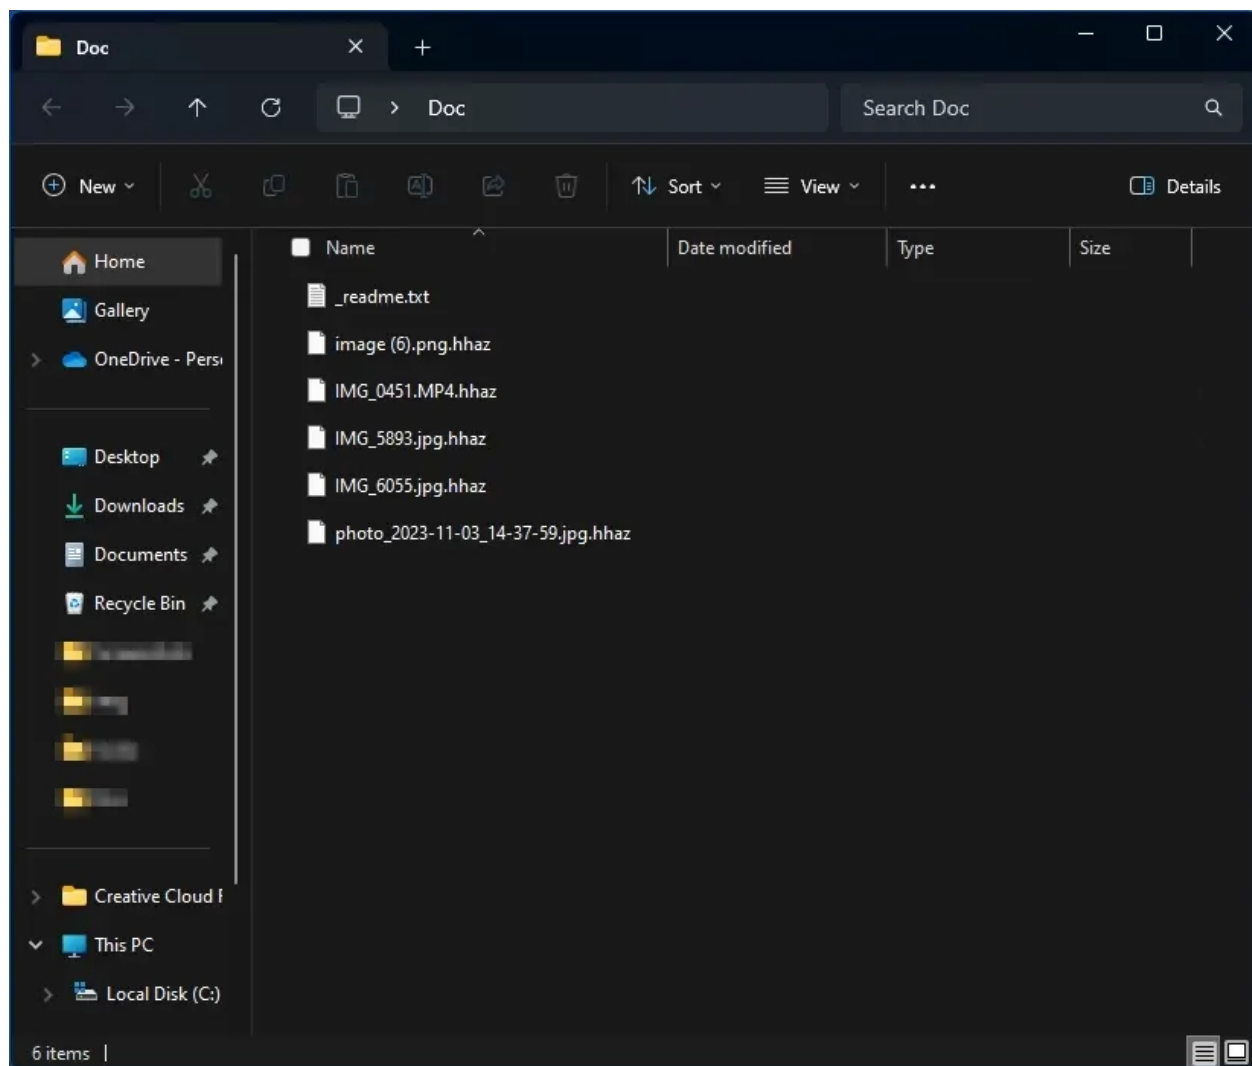 Doc
Doc
Search Doc
New
Sort
View
Details
Home
Gallery
OneDrive - Pers
Desktop
Downloads
Documents
Recycle Bin
Creative Cloud F
This PC
Local Disk (C:)
Name Date modified Type Size
_readme.txt
image (6).png.hhaz
IMG_0451.MP4.hhaz
IMG_5893.jpg.hhaz
IMG_6055.jpg.hhaz
photo_2023-11-03_14-37-59.jpg.hhaz
6 items